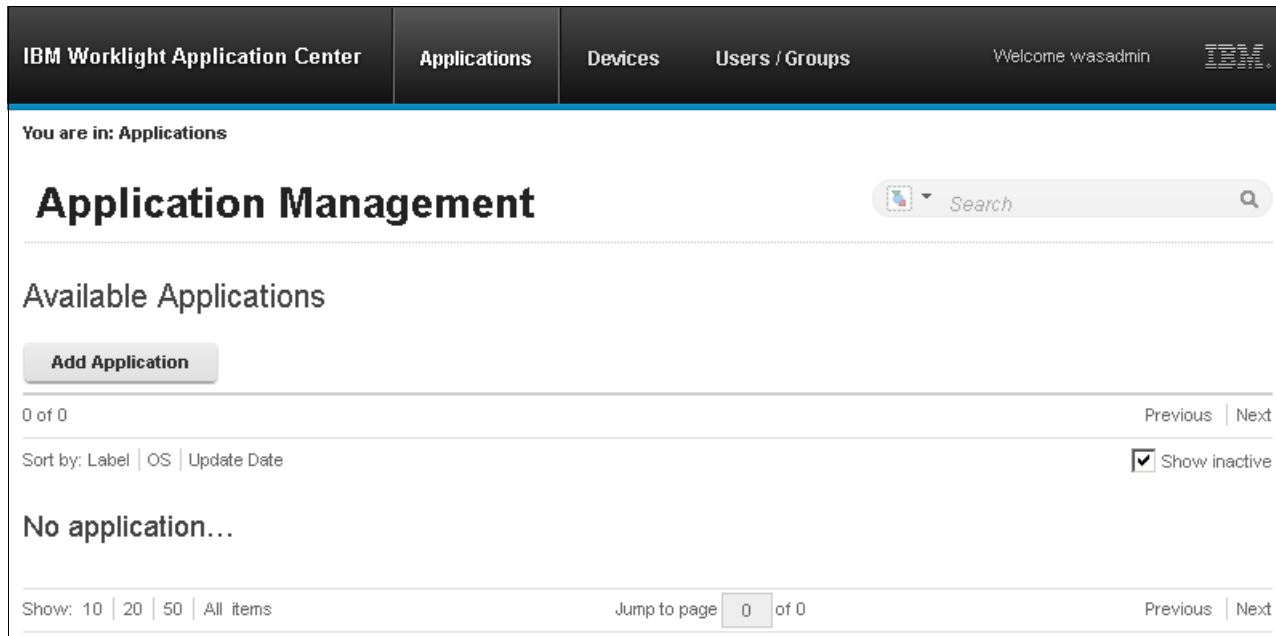 IBM Worklight Application Center Applications Devices Users / Groups Welcome wasadmin IBM.
You are in: Applications
Application Management Search
Available Applications
Add Application
0 of 0 Previous | Next
Sort by: Label | OS | Update Date Show inactive
No application...
Show: 10 | 20 | 50 | All items Jump to page 0 of 0 Previous | Next